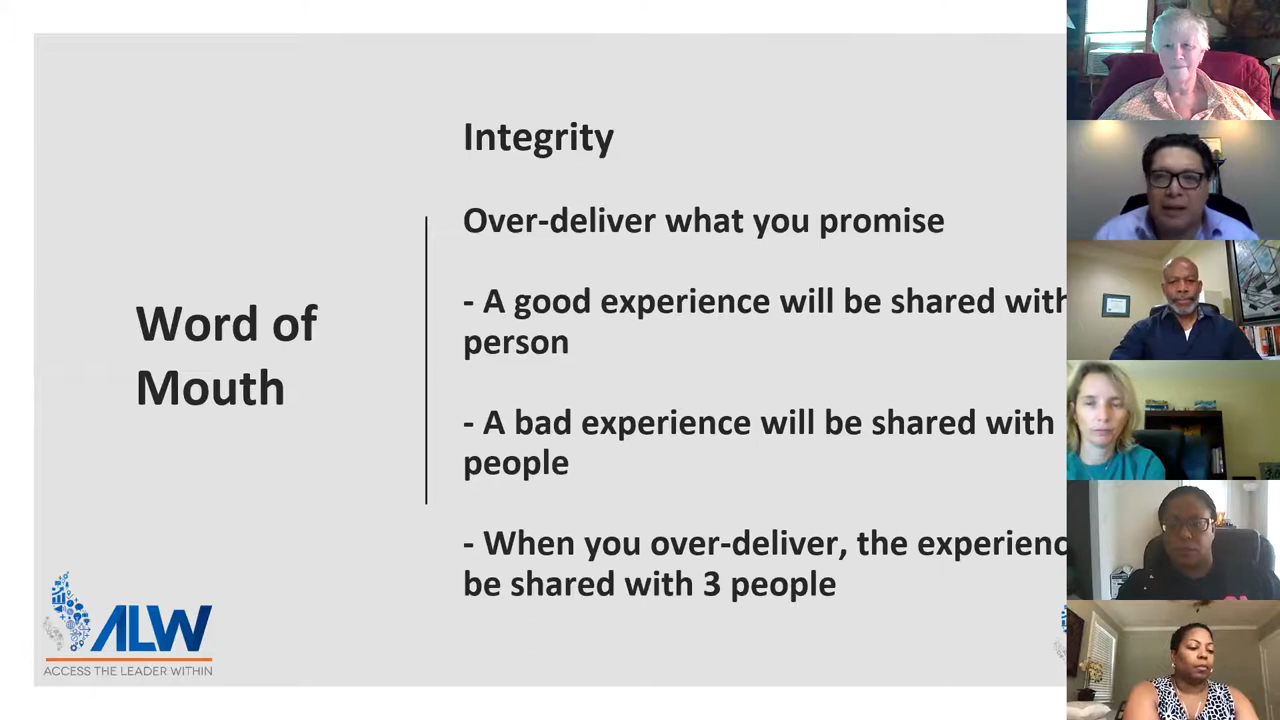 Integrity
Over-deliver what you promise
- A good experience will be shared with
person
Word of
Mouth
- A bad experience will be shared with
people
- When you over-deliver, the experienc
be shared with 3 people
ALW
ACCESS THE LEADER WITHIN